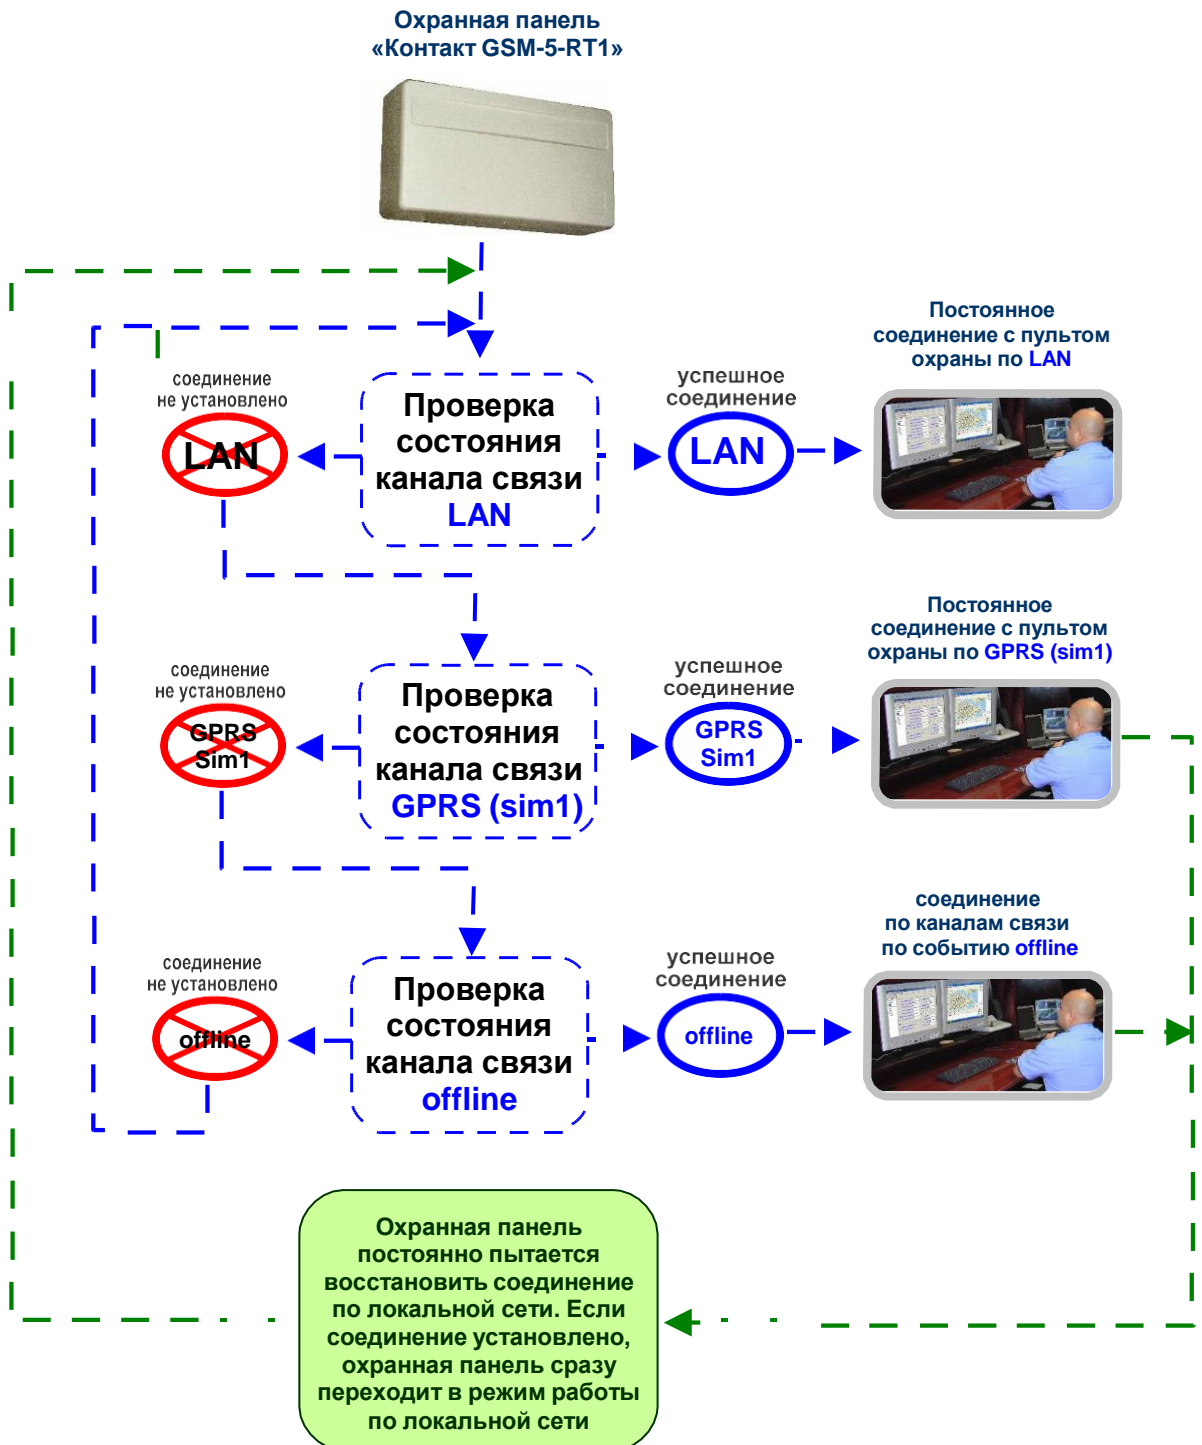 Охранная панель
«Контакт GSM-5-RT1»
Постоянное
соединение с пультом
охраны по LAN
соединение
не установлено
LAN
Проверка
состояния
канала связи
LAN
успешное
соединение
LAN
Постоянное
соединение с пультом
охраны по GPRS (sim1)
соединение
не установлено
GPRS
Sim1
Проверка
состояния
канала связи
GPRS (sim1)
успешное
соединение
GPRS
Sim1
соединение
по каналам связи
по событию offline
соединение
не установлено
offline
Проверка
состояния
канала связи
offline
успешное
соединение
offline
Охранная панель
постоянно пытается
восстановить соединение
по локальной сети. Если
соединение установлено,
охранная панель сразу
переходит в режим работы
по локальной сети